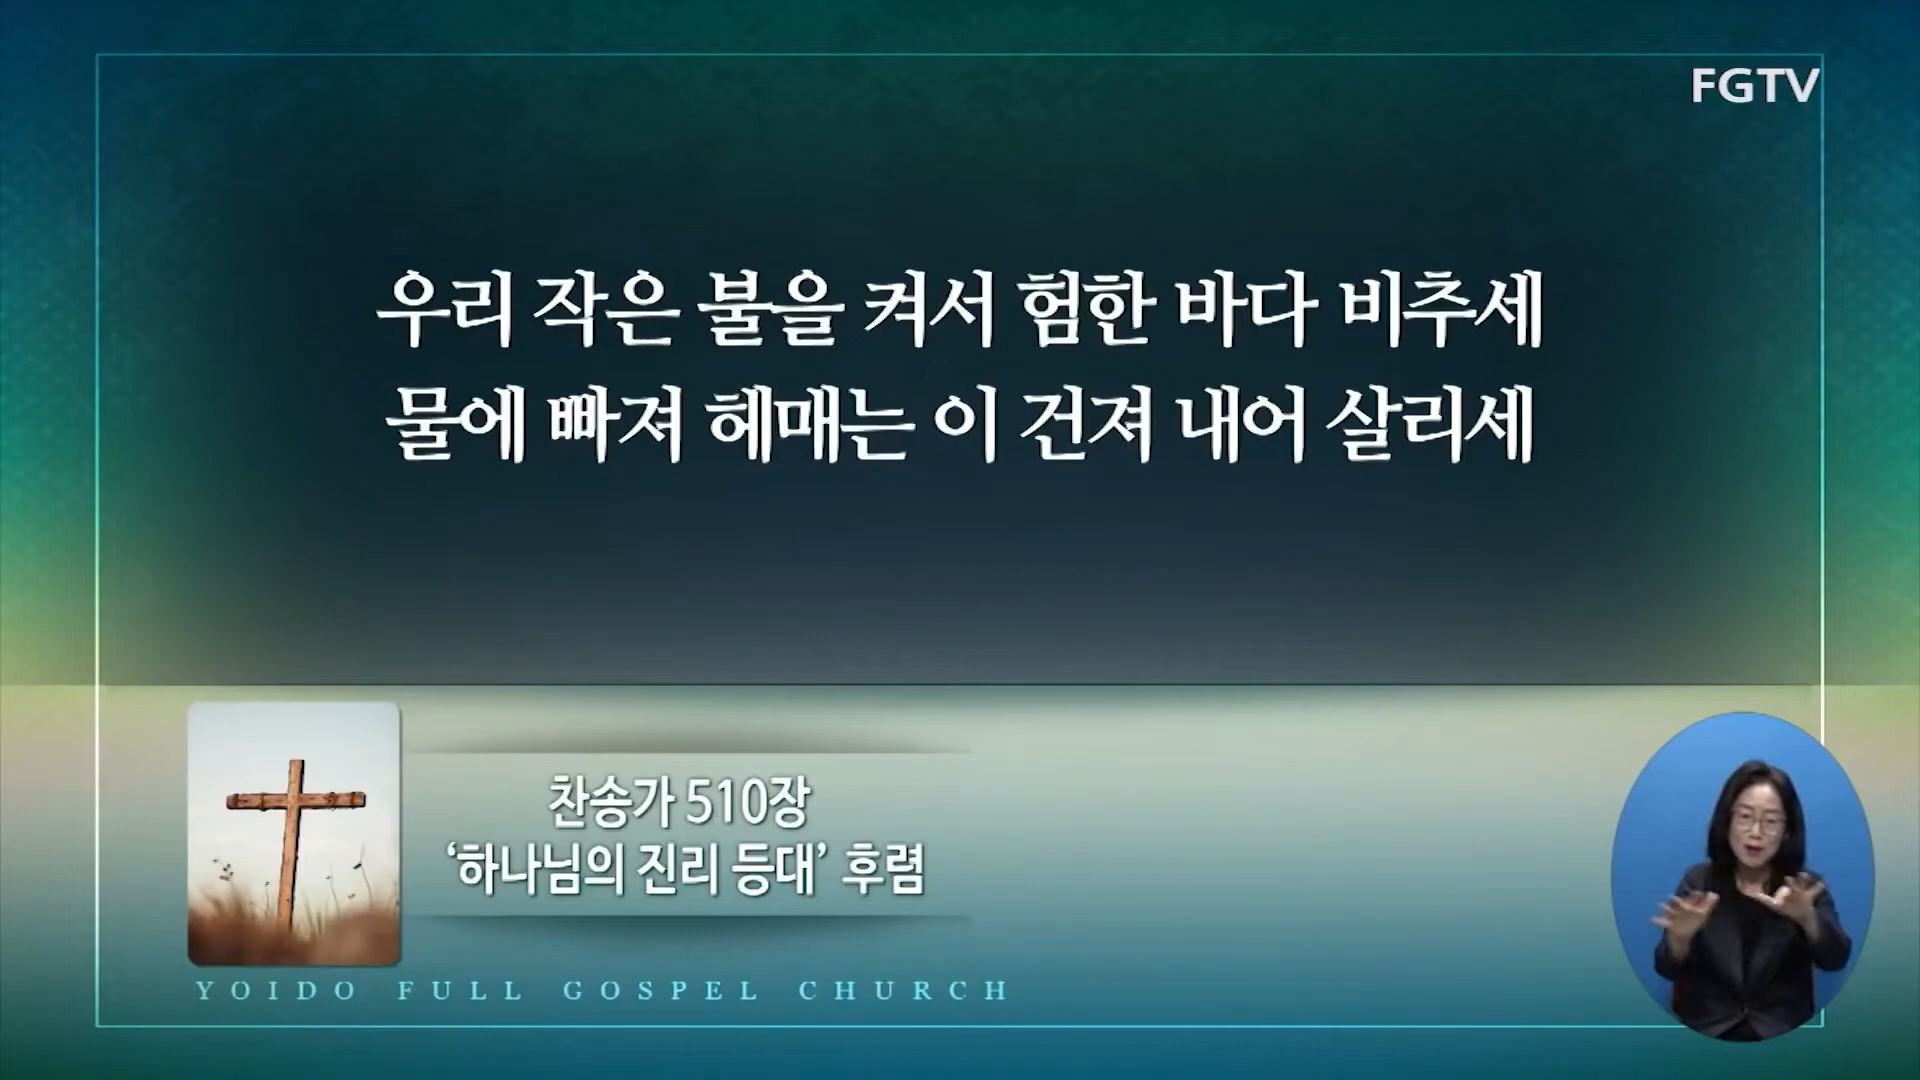 FGTV
우리 작은 불을 켜서 험한 바다 비추세
물에 빠져 헤매는 이 건져 내어 살리세
찬송가 510장
‘하나님의 진리 등대’ 후렴
YOIDO FULL GOSPEL CHURCH